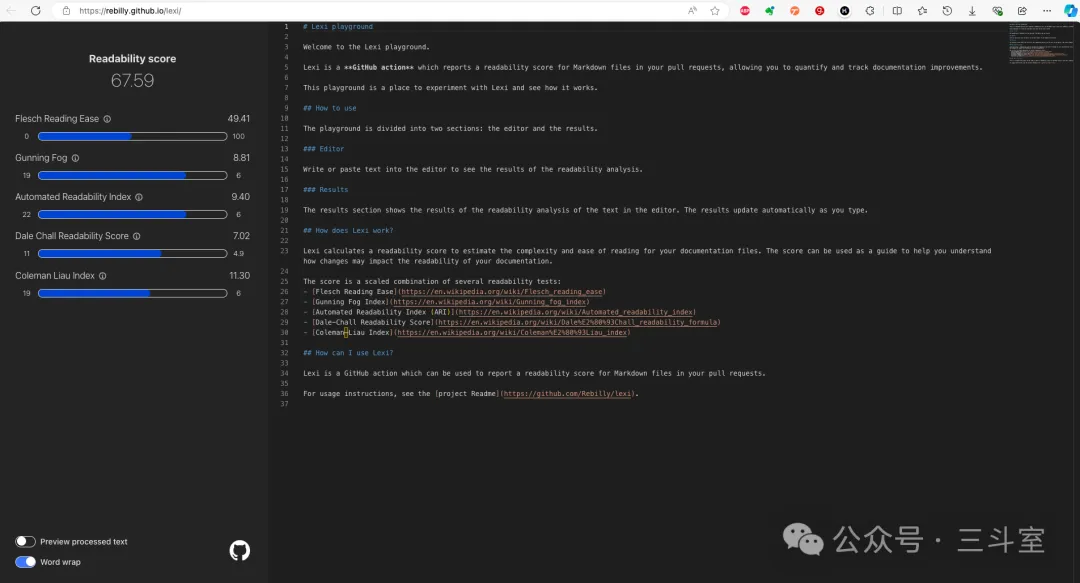 https://rebilly.github.io/lexi/
Readability score
67.59
Flesch Reading Ease 49.41
0 100
Gunning Fog 8.81
19 6
Automated Readability Index 9.40
22 6
Dale Chall Readability Score 7.02
11 4.9
Coleman Liau Index 11.30
19 6
Preview processed text
Word wrap
1 # Lexi playground
2
3 Welcome to the Lexi playground.
4
5 Lexi is a **GitHub action** which reports a readability score for Markdown files in your pull requests, allowing you to quantify and track documentation improvements.
6
7 This playground is a place to experiment with Lexi and see how it works.
8
9 ## How to use
10
11 The playground is divided into two sections: the editor and the results.
12
13 ### Editor
14
15 Write or paste text into the editor to see the results of the readability analysis.
16
17 ### Results
18
19 The results section shows the results of the readability analysis of the text in the editor. The results update automatically as you type.
20
21 ## How does Lexi work?
22
23 Lexi calculates a readability score to estimate the complexity and ease of reading for your documentation files. The score can be used as a guide to help you understand
how changes may impact the readability of your documentation.
24
25 The score is a scaled combination of several readability tests:
26 - [Flesch Reading Ease](https://en.wikipedia.org/wiki/Flesch_reading_ease)
27 - [Gunning Fog Index](https://en.wikipedia.org/wiki/Gunning_fog_index)
28 - [Automated Readability Index (ARI)](https://en.wikipedia.org/wiki/Automated_readability_index)
29 - [Dale-Chall Readability Score](https://en.wikipedia.org/wiki/Dale%E2%80%93Chall_readability_formula)
30 - [Coleman–Liau Index](https://en.wikipedia.org/wiki/Coleman%E2%80%93Liau_index)
31
32 ## How can I use Lexi?
33
34 Lexi is a GitHub action which can be used to report a readability score for Markdown files in your pull requests.
35
36 For usage instructions, see the [project Readme](https://github.com/Rebilly/lexi).
37
公众号 · 三斗室